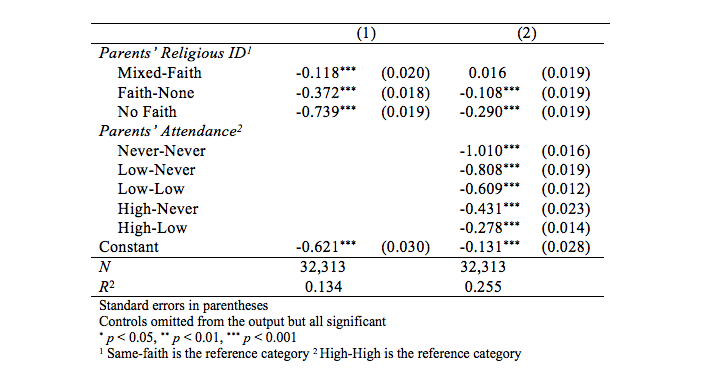 (1) (2)
Parents' Religious ID1
Mixed-Faith -0.118*** (0.020) 0.016 (0.019)
Faith-None -0.372*** (0.018) -0.108*** (0.019)
No Faith -0.739*** (0.019) -0.290*** (0.019)
Parents' Attendance2
Never-Never -1.010*** (0.016)
Low-Never -0.808*** (0.019)
Low-Low -0.609*** (0.012)
High-Never -0.431*** (0.023)
High-Low -0.278*** (0.014)
Constant -0.621*** (0.030) -0.131*** (0.028)
N 32,313 32,313
R2 0.134 0.255
Standard errors in parentheses
Controls omitted from the output but all significant
* p < 0.05, ** p < 0.01, *** p < 0.001
1 Same-faith is the reference category 2 High-High is the reference category